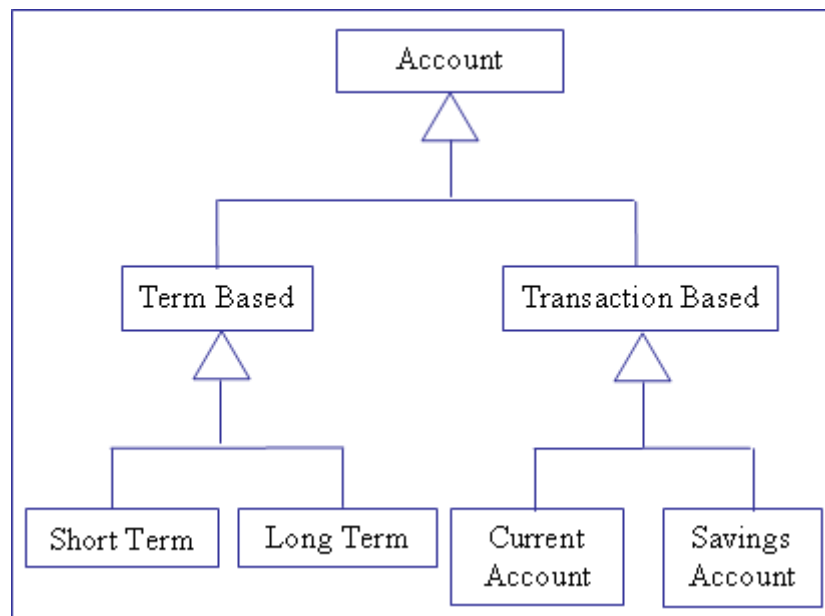 Account
Term Based
Transaction Based
Short Term
Long Term
Current
Account
Savings
Account